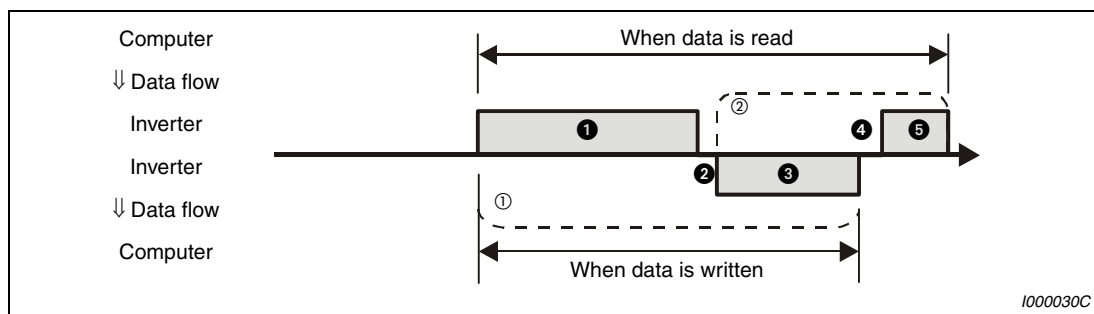 Computer
When data is read
⇓ Data flow
②
Inverter
❶
❹
❺
Inverter
❷
❸
⇓ Data flow
①
Computer
When data is written
I000030C